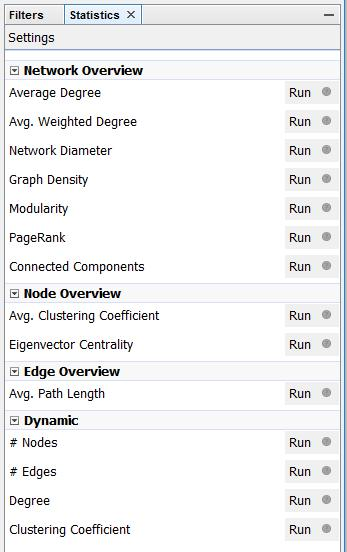 Filters Statistics X
Settings
Network Overview
Average Degree Run
Avg. Weighted Degree Run
Network Diameter Run
Graph Density Run
Modularity Run
PageRank Run
Connected Components Run
Node Overview
Avg. Clustering Coefficient Run
Eigenvector Centrality Run
Edge Overview
Avg. Path Length Run
Dynamic
# Nodes Run
# Edges Run
Degree Run
Clustering Coefficient Run